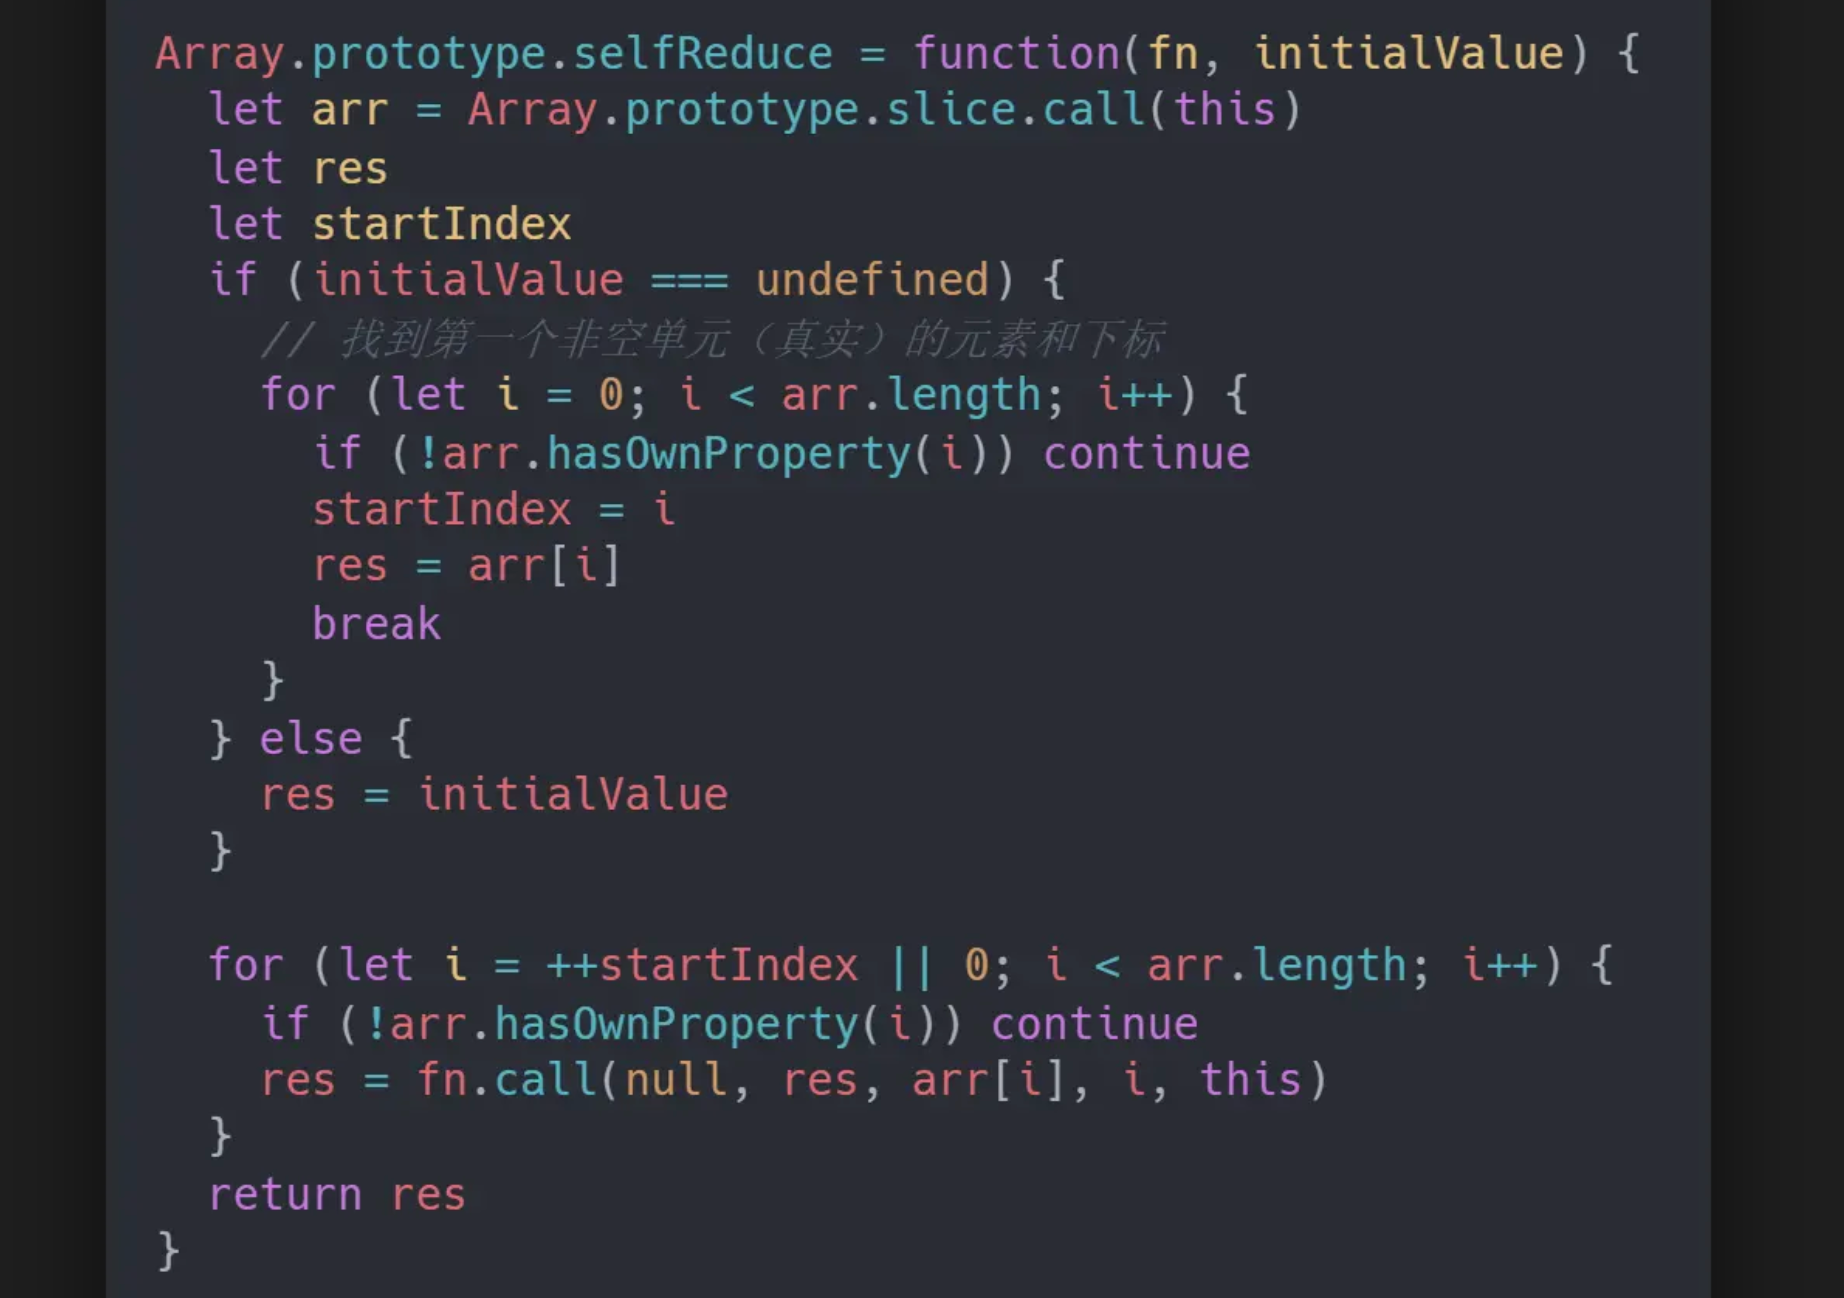 Array.prototype.selfReduce = function(fn, initialValue) {
  let arr = Array.prototype.slice.call(this)
  let res
  let startIndex
  if (initialValue === undefined) {
    // 找到第一个非空单元（真实）的元素和下标
    for (let i = 0; i < arr.length; i++) {
      if (!arr.hasOwnProperty(i)) continue
      startIndex = i
      res = arr[i]
      break
    }
  } else {
    res = initialValue
  }

  for (let i = ++startIndex || 0; i < arr.length; i++) {
    if (!arr.hasOwnProperty(i)) continue
    res = fn.call(null, res, arr[i], i, this)
  }
  return res
}